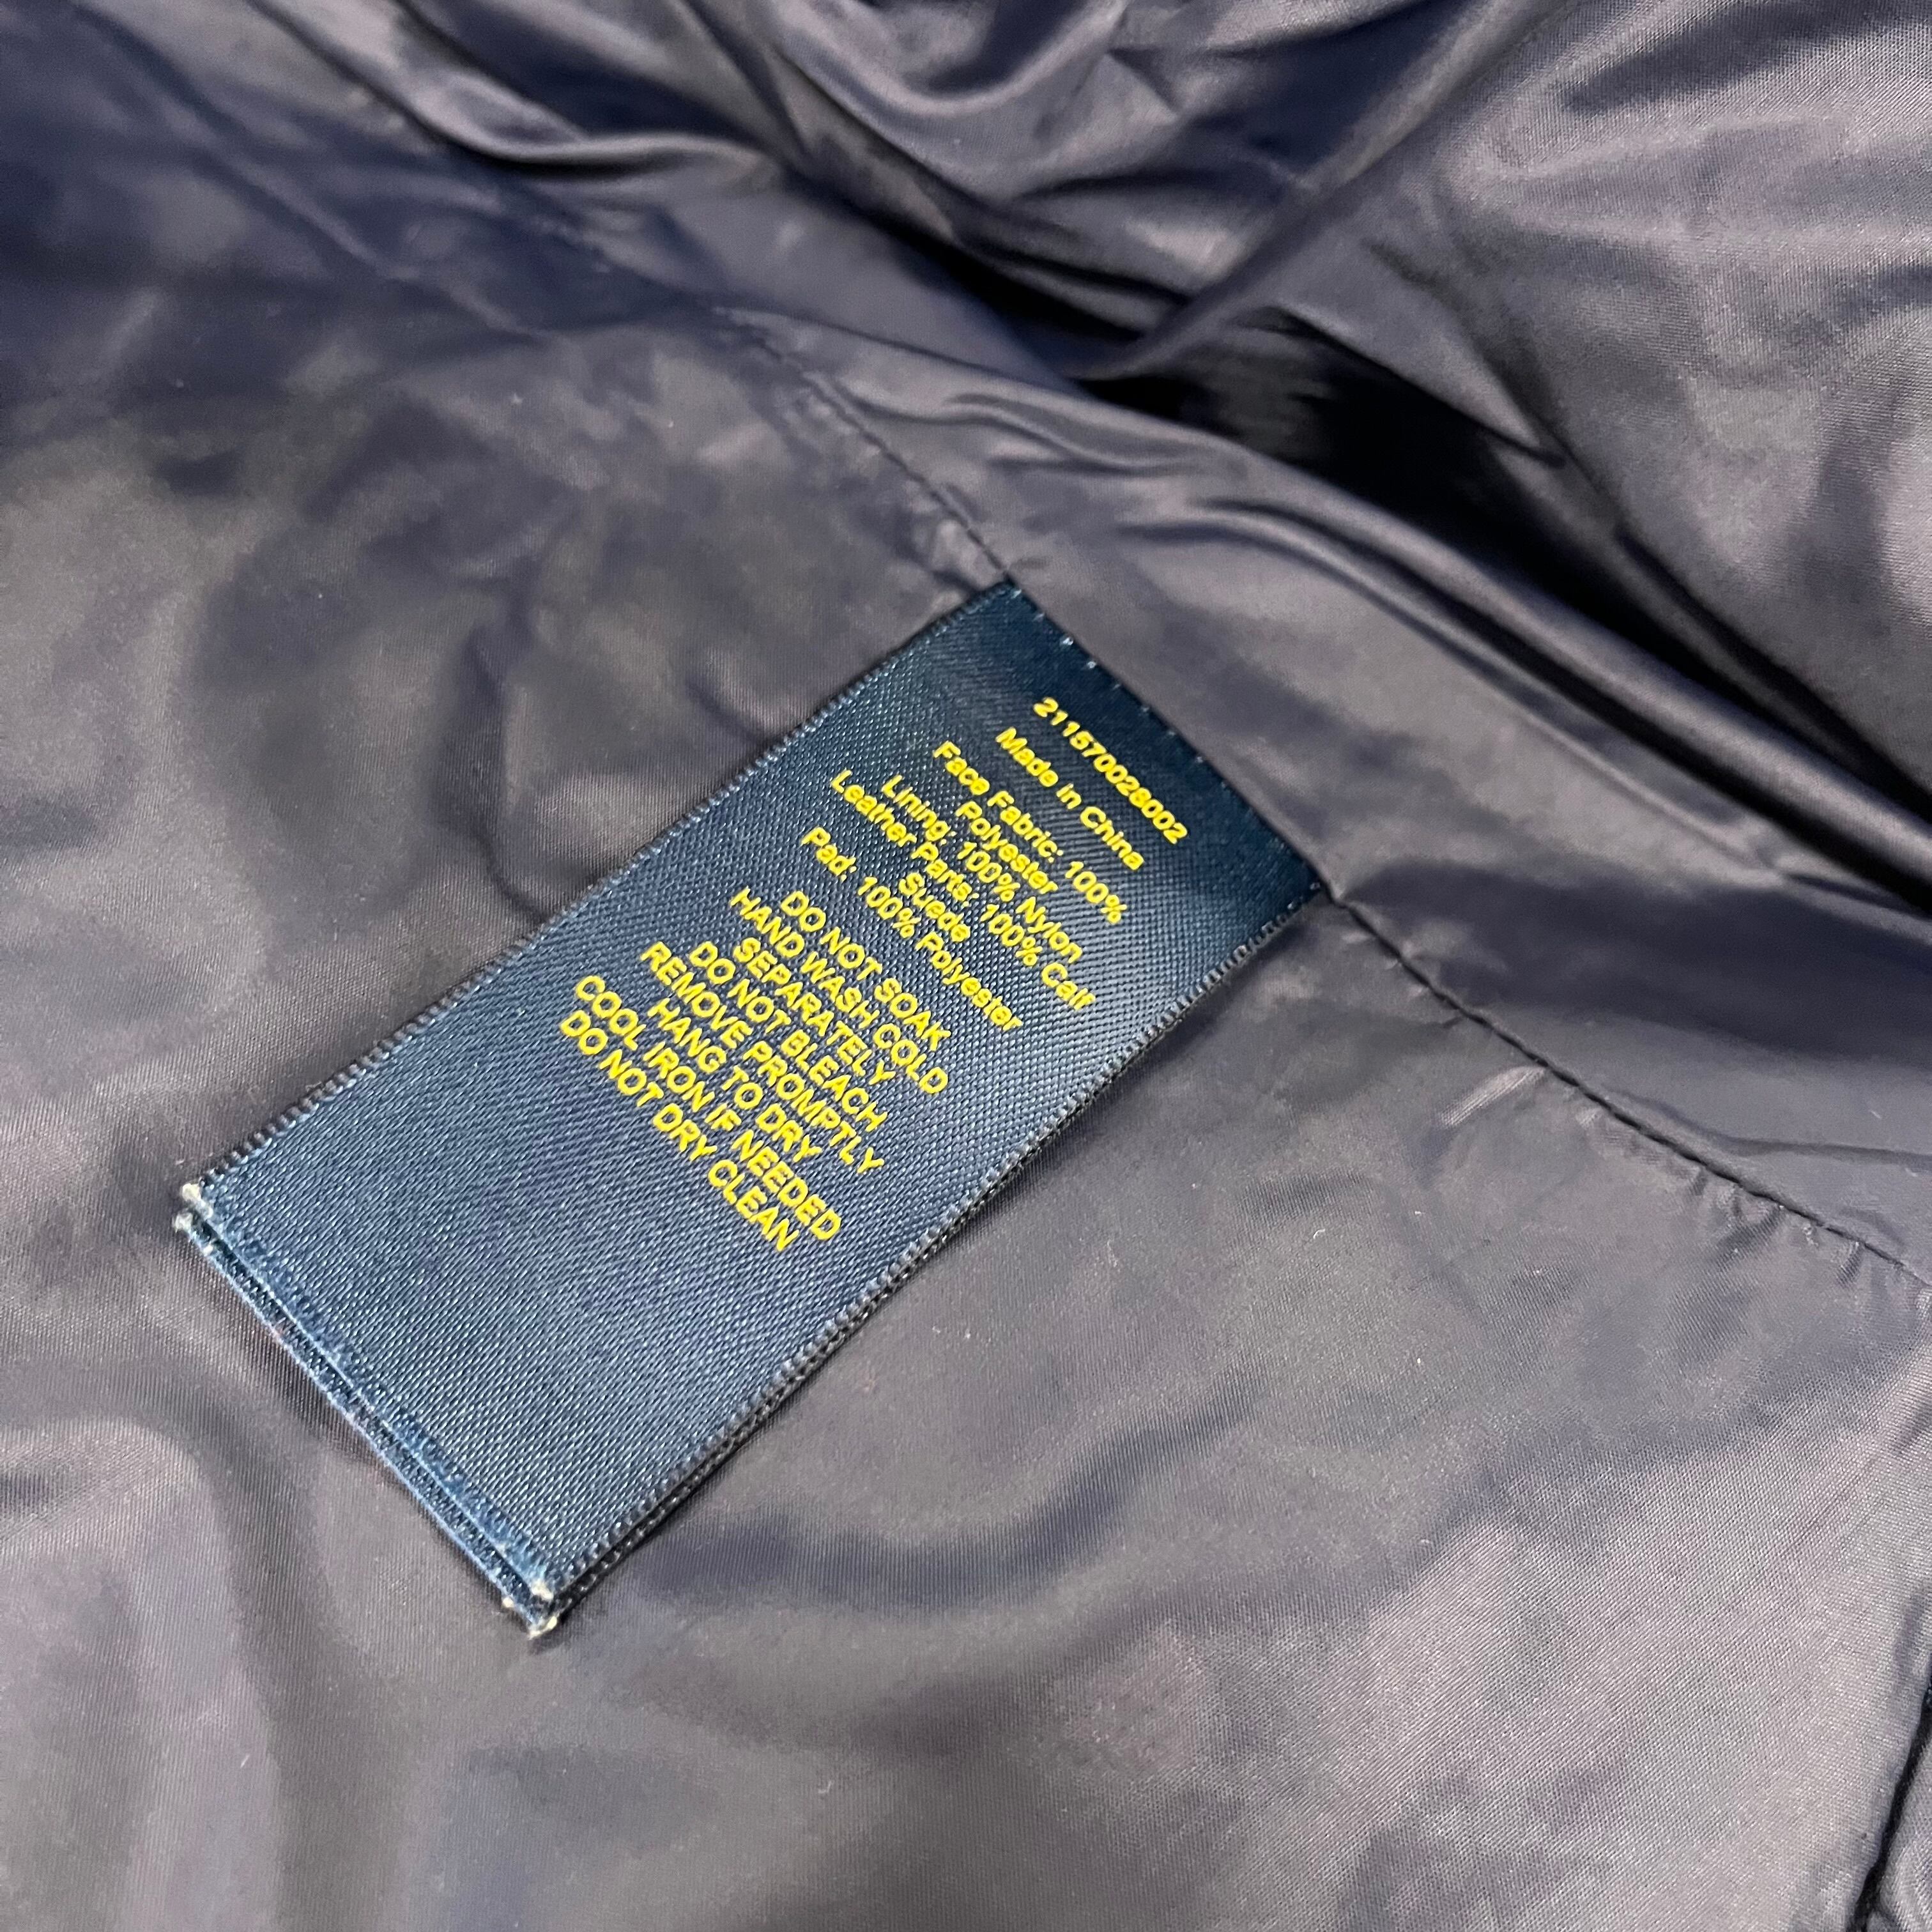 211570028002
Made in China
Face Fabric: 100%
Polyester
Lining: 100% Nylon
Leather Parts: 100% Calf
Suede
Pad: 100% Polyester
DO NOT SOAK
HAND WASH COLD
SEPARATELY
DO NOT BLEACH
REMOVE PROMPTLY
HANG TO DRY
COOL IRON IF NEEDED
DO NOT DRY CLEAN